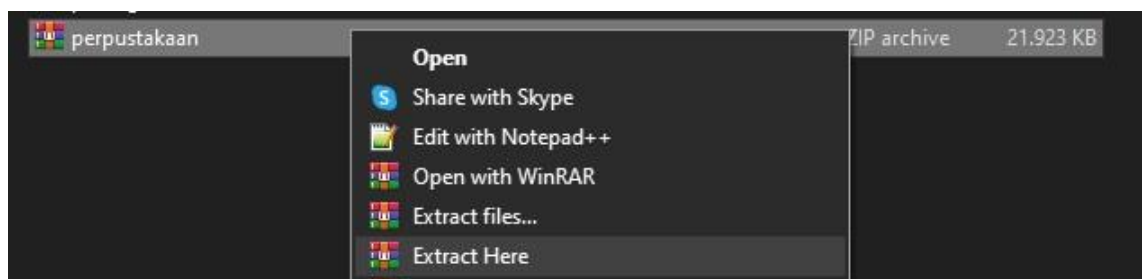 perpustakaan ZIP archive 21.923 KB
Open
Share with Skype
Edit with Notepad++
Open with WinRAR
Extract files...
Extract Here